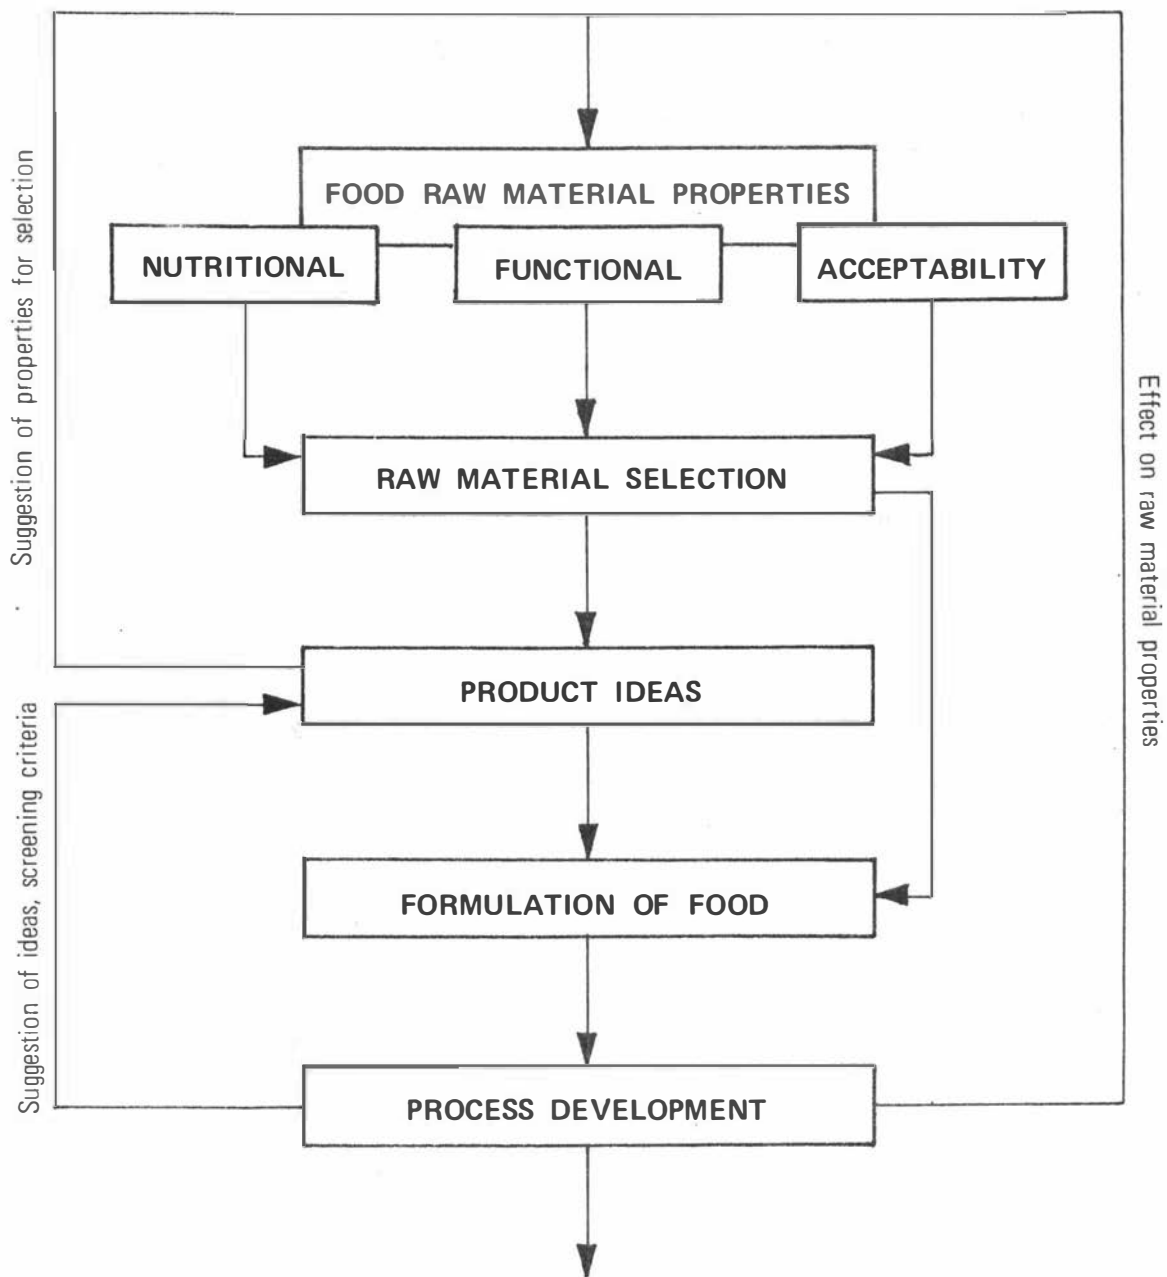 FOOD RAW MATERIAL PROPERTIES
NUTRITIONAL
FUNCTIONAL
ACCEPTABILITY
Suggestion of properties for selection
RAW MATERIAL SELECTION
Effect on raw material properties
PRODUCT IDEAS
Suggestion of ideas, screening criteria
FORMULATION OF FOOD
PROCESS DEVELOPMENT